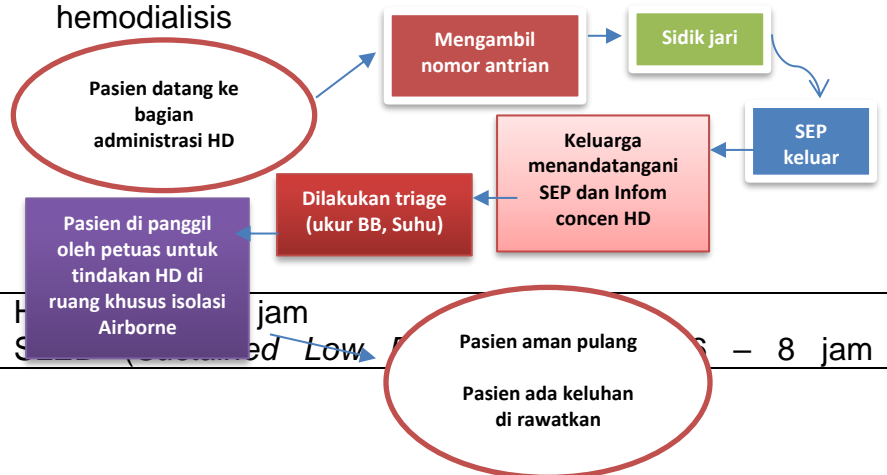 hemodialisis
Pasien datang ke
bagian
administrasi HD
Mengambil
nomor antrian
Sidik jari
SEP
keluar
Keluarga
menandatangani
SEP dan Infom
concen HD
Dilakukan triage
(ukur BB, Suhu)
Pasien di panggil
oleh petuas untuk
tindakan HD di
ruang khusus isolasi
Airborne
jam
Low – 8 jam
Pasien aman pulang
Pasien ada keluhan
di rawatkan